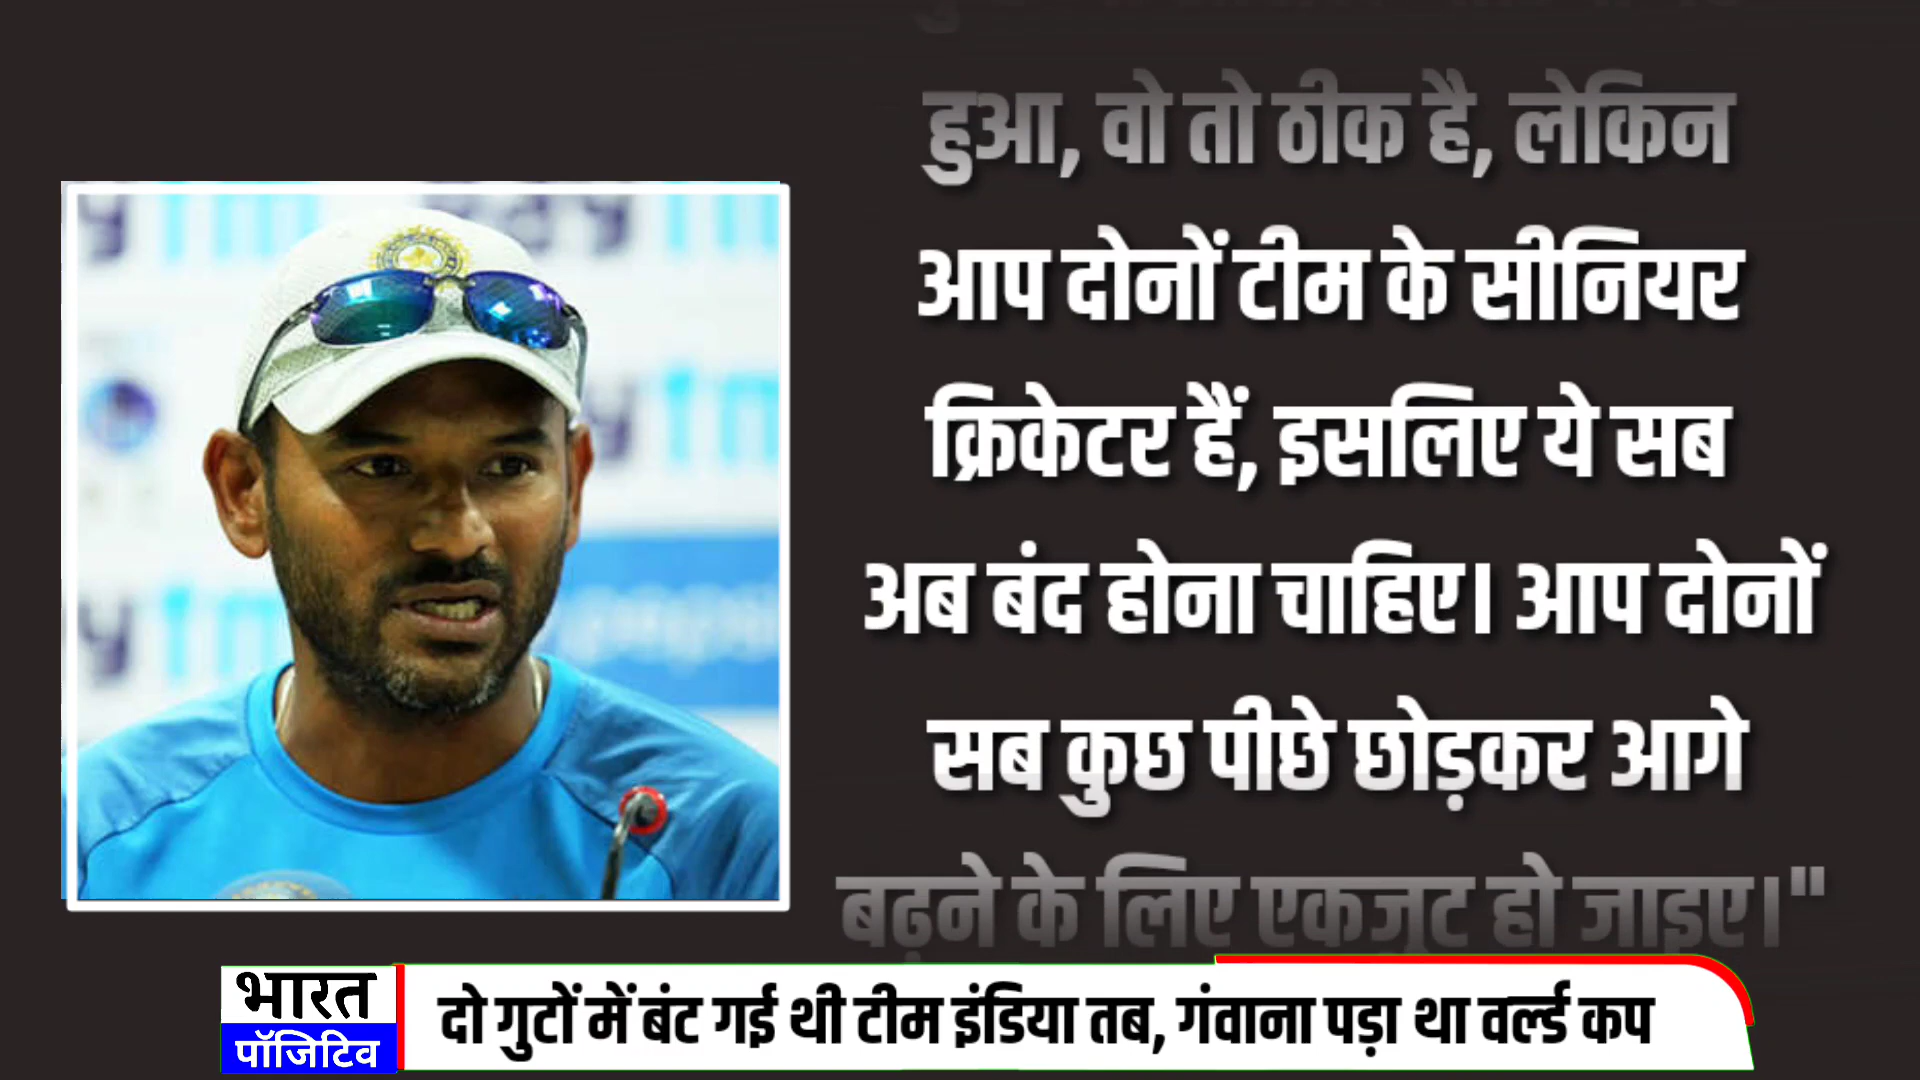 हुआ, वो तो ठीक है, लेकिन
आप दोनों टीम के सीनियर
क्रिकेटर हैं, इसलिए ये सब
अब बंद होना चाहिए। आप दोनों
सब कुछ पीछे छोड़कर आगे
बढ़ने के लिए एकजुट हो जाइए।"
भारत
पॉजिटिव
दो गुटों में बंट गई थी टीम इंडिया तब, गंवाना पड़ा था वर्ल्ड कप